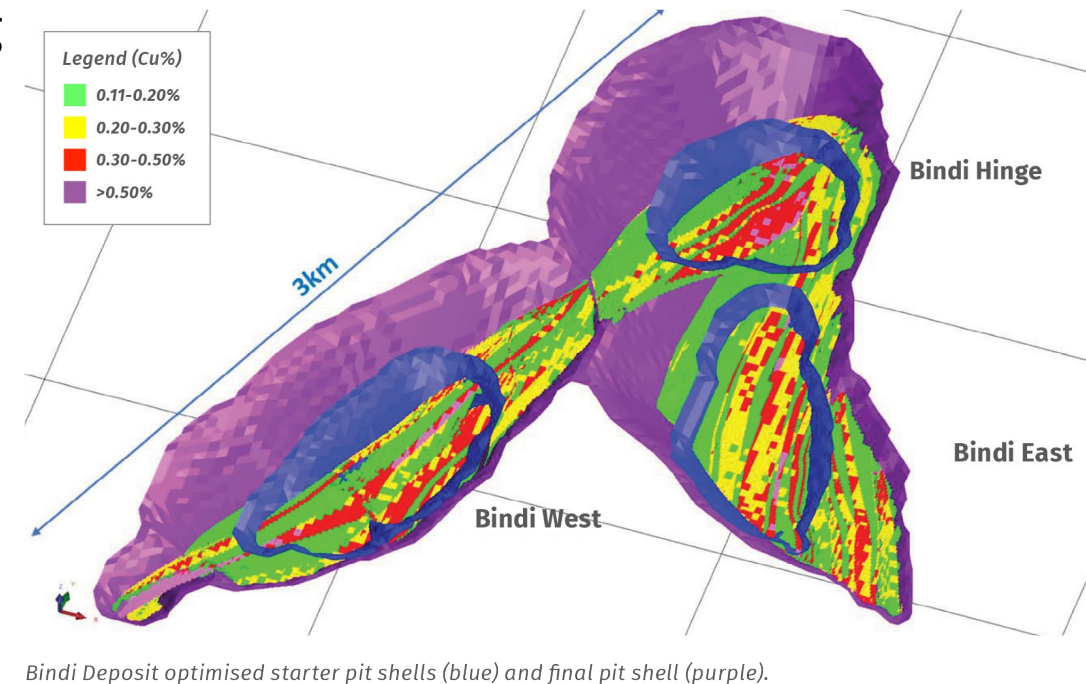 Legend (Cu%)
0.11-0.20%
0.20-0.30%
0.30-0.50%
>0.50%
3km
Bindi Hinge
Bindi East
Bindi West
Bindi Deposit optimised starter pit shells (blue) and final pit shell (purple).